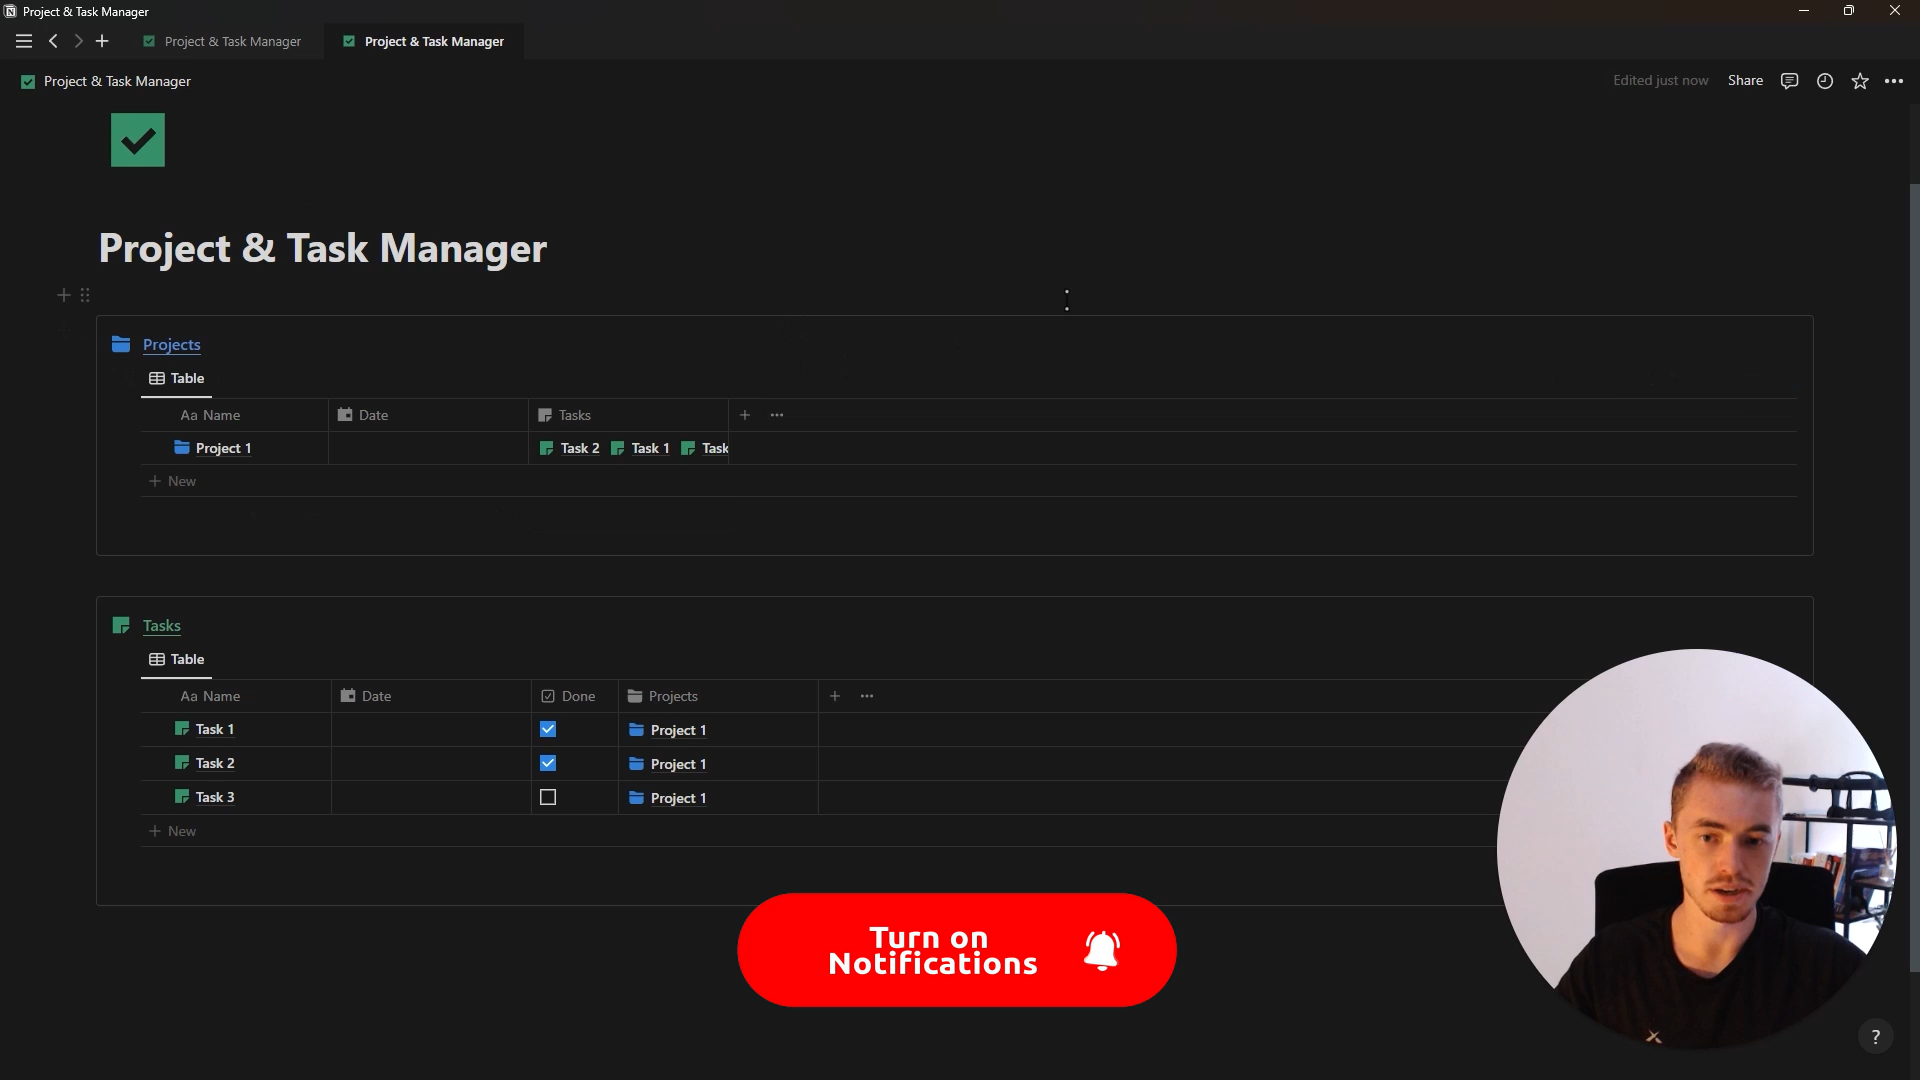 Project & Task Manager
Project & Task Manager
Project & Task Manager
Project & Task Manager
Edited just now
Share
Project & Task Manager
Projects
Table
Aa Name
Date
Tasks
Project 1
Task 2
Task 1
Task
+ New
Tasks
Table
Aa Name
Date
Done
Projects
Task 1
Project 1
Task 2
Project 1
Task 3
Project 1
+ New
Turn on
Notifications
?